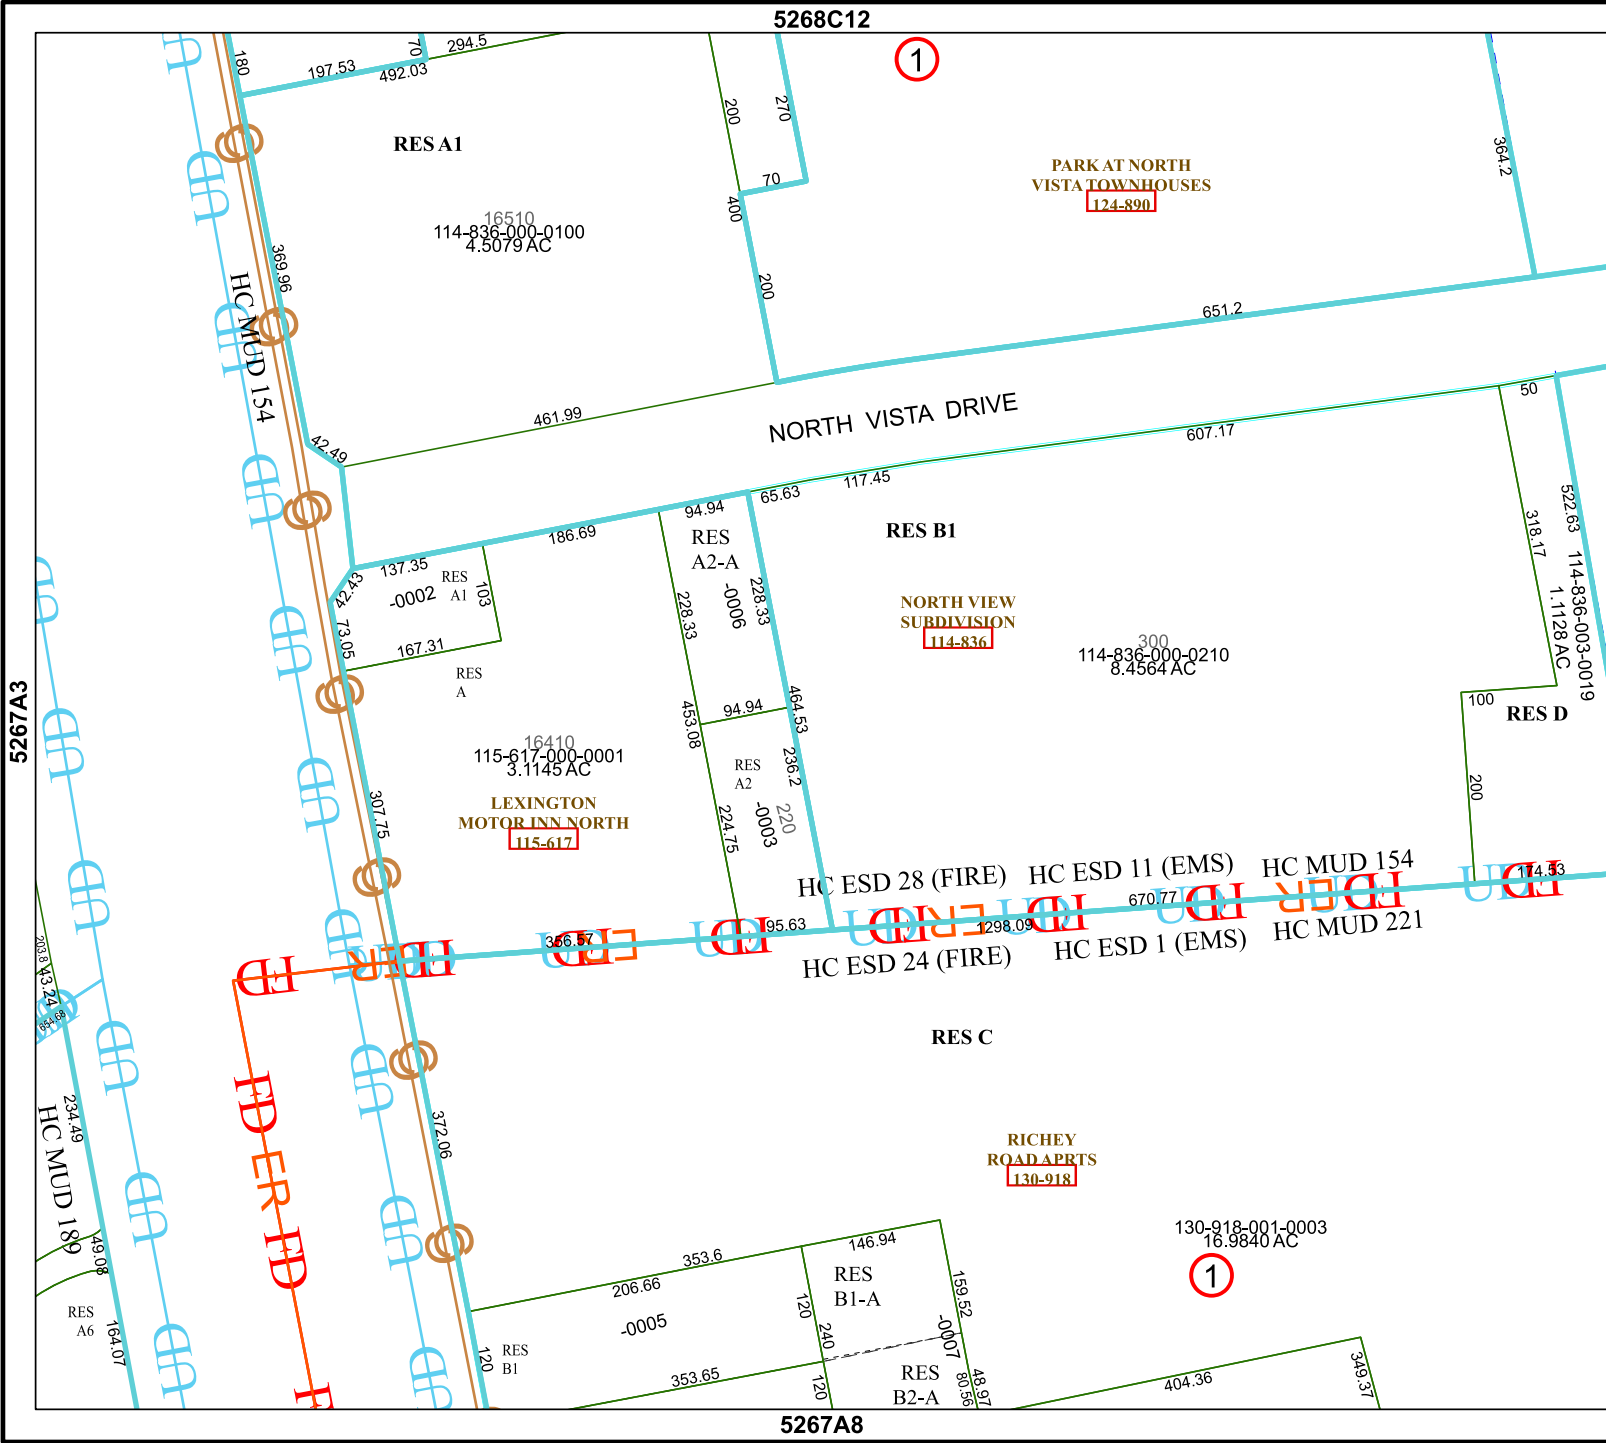 5268C12
180
197.53
492.03
70
294.5
1
RES A1
200
270
70
400
200
364.2
PARK AT NORTH
VISTA TOWNHOUSES
124-890
16510
114-836-000-0100
4.5079 AC
369.96
HC MUD 154
651.2
42.49
461.99
NORTH VISTA DRIVE
50
607.17
117.45
65.63
94.94
186.69
137.35
42.43
73.05
-0002
RES
A1
103
167.31
RES
A
RES
A2-A
-0006
228.33
228.33
RES B1
NORTH VIEW
SUBDIVISION
114-836
300
114-836-000-0210
8.4564 AC
318.17
522.63
114-836-003-0019
1.1128 AC
100
RES D
200
5267A3
94.94
453.08
464.53
236.2
RES
A2
-0003
220
224.75
16410
115-617-000-0001
3.1145 AC
LEXINGTON
MOTOR INN NORTH
115-617
307.75
HC ESD 28 (FIRE)
HC ESD 11 (EMS)
HC MUD 154
174.53
670.77
1298.09
95.63
356.57
HC ESD 24 (FIRE)
HC ESD 1 (EMS)
HC MUD 221
203.8
43.24
654.68
234.49
HC MUD 189
49.08
RES
A6
164.07
FD
ER
FD
372.06
RES C
RICHEY
ROAD APRTS
130-918
130-918-001-0003
16.9840 AC
1
353.6
146.94
206.66
RES
B1-A
159.52
120
240
-0005
-0007
120
RES
B1
353.65
120
RES
B2-A
48.97
80.56
404.36
349.37
5267A8